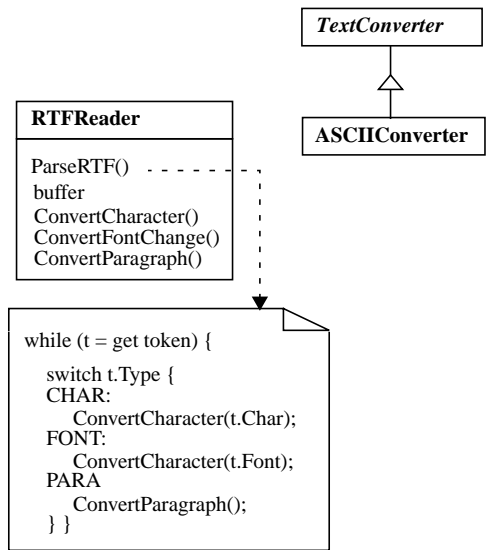 TextConverter
ASCIIConverter
RTFReader
ParseRTF()
buffer
ConvertCharacter()
ConvertFontChange()
ConvertParagraph()
while (t = get token) {
switch t.Type {
CHAR:
ConvertCharacter(t.Char);
FONT:
ConvertCharacter(t.Font);
PARA
ConvertParagraph();
} }